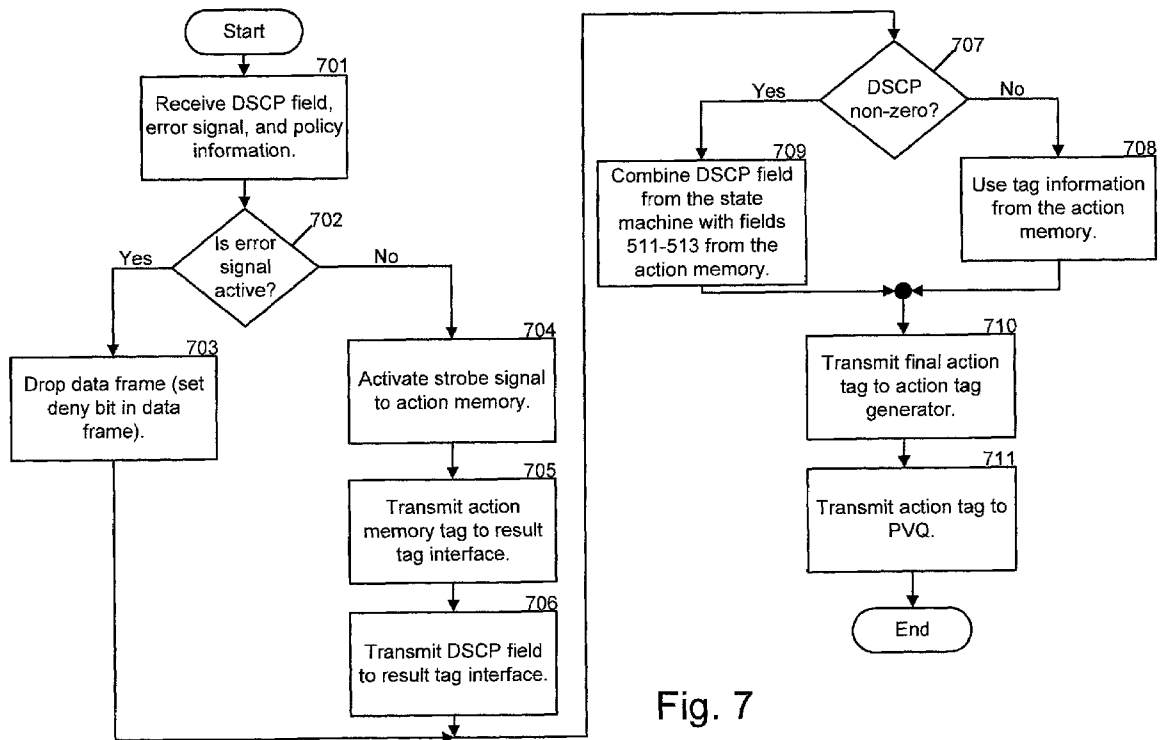 Start
701
Receive DSCP field,
error signal, and policy
information.
702
Is error
signal
active?
Yes
No
703
Drop data frame (set
deny bit in data
frame).
704
Activate strobe signal
to action memory.
705
Transmit action
memory tag to result
tag interface.
706
Transmit DSCP field
to result tag interface.
707
DSCP
non-zero?
Yes
No
709
Combine DSCP field
from the state
machine with fields
511-513 from the
action memory.
708
Use tag information
from the action
memory.
710
Transmit final action
tag to action tag
generator.
711
Transmit action tag to
PVQ.
End
Fig. 7